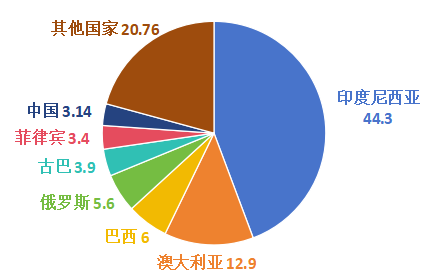 其他国家 20.76
印度尼西亚
44.3
中国 3.14
菲律宾 3.4
古巴 3.9
俄罗斯 5.6
巴西 6
澳大利亚 12.9